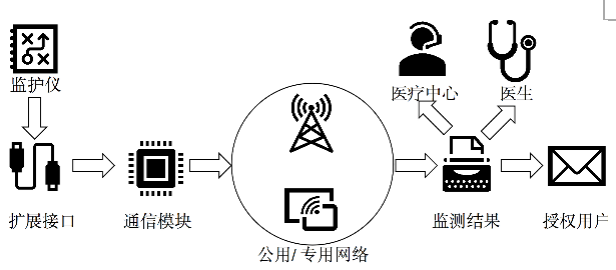 监护仪
医疗中心
医生
扩展接口
通信模块
监测结果
授权用户
公用/专用网络